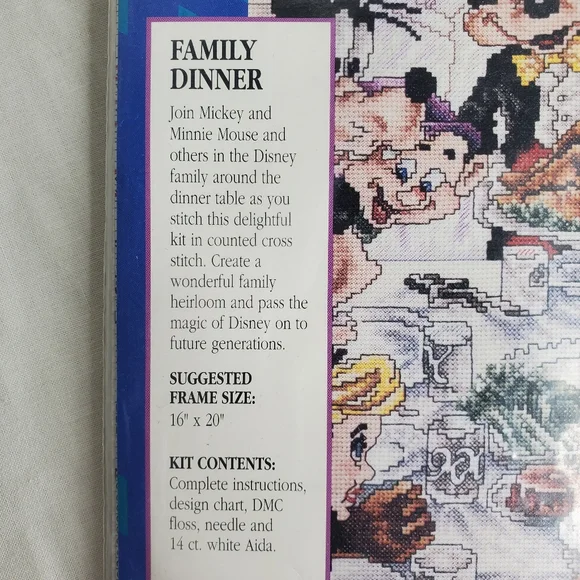 FAMILY
DINNER
Join Mickey and
Minnie Mouse and
others in the Disney
family around the
dinner table as you
stitch this delightful
kit in counted cross
stitch. Create a
wonderful family
heirloom and pass the
magic of Disney on to
future generations.
SUGGESTED
FRAME SIZE:
16" x 20"
KIT CONTENTS:
Complete instructions,
design chart, DMC
floss, needle and
14 ct. white Aida.